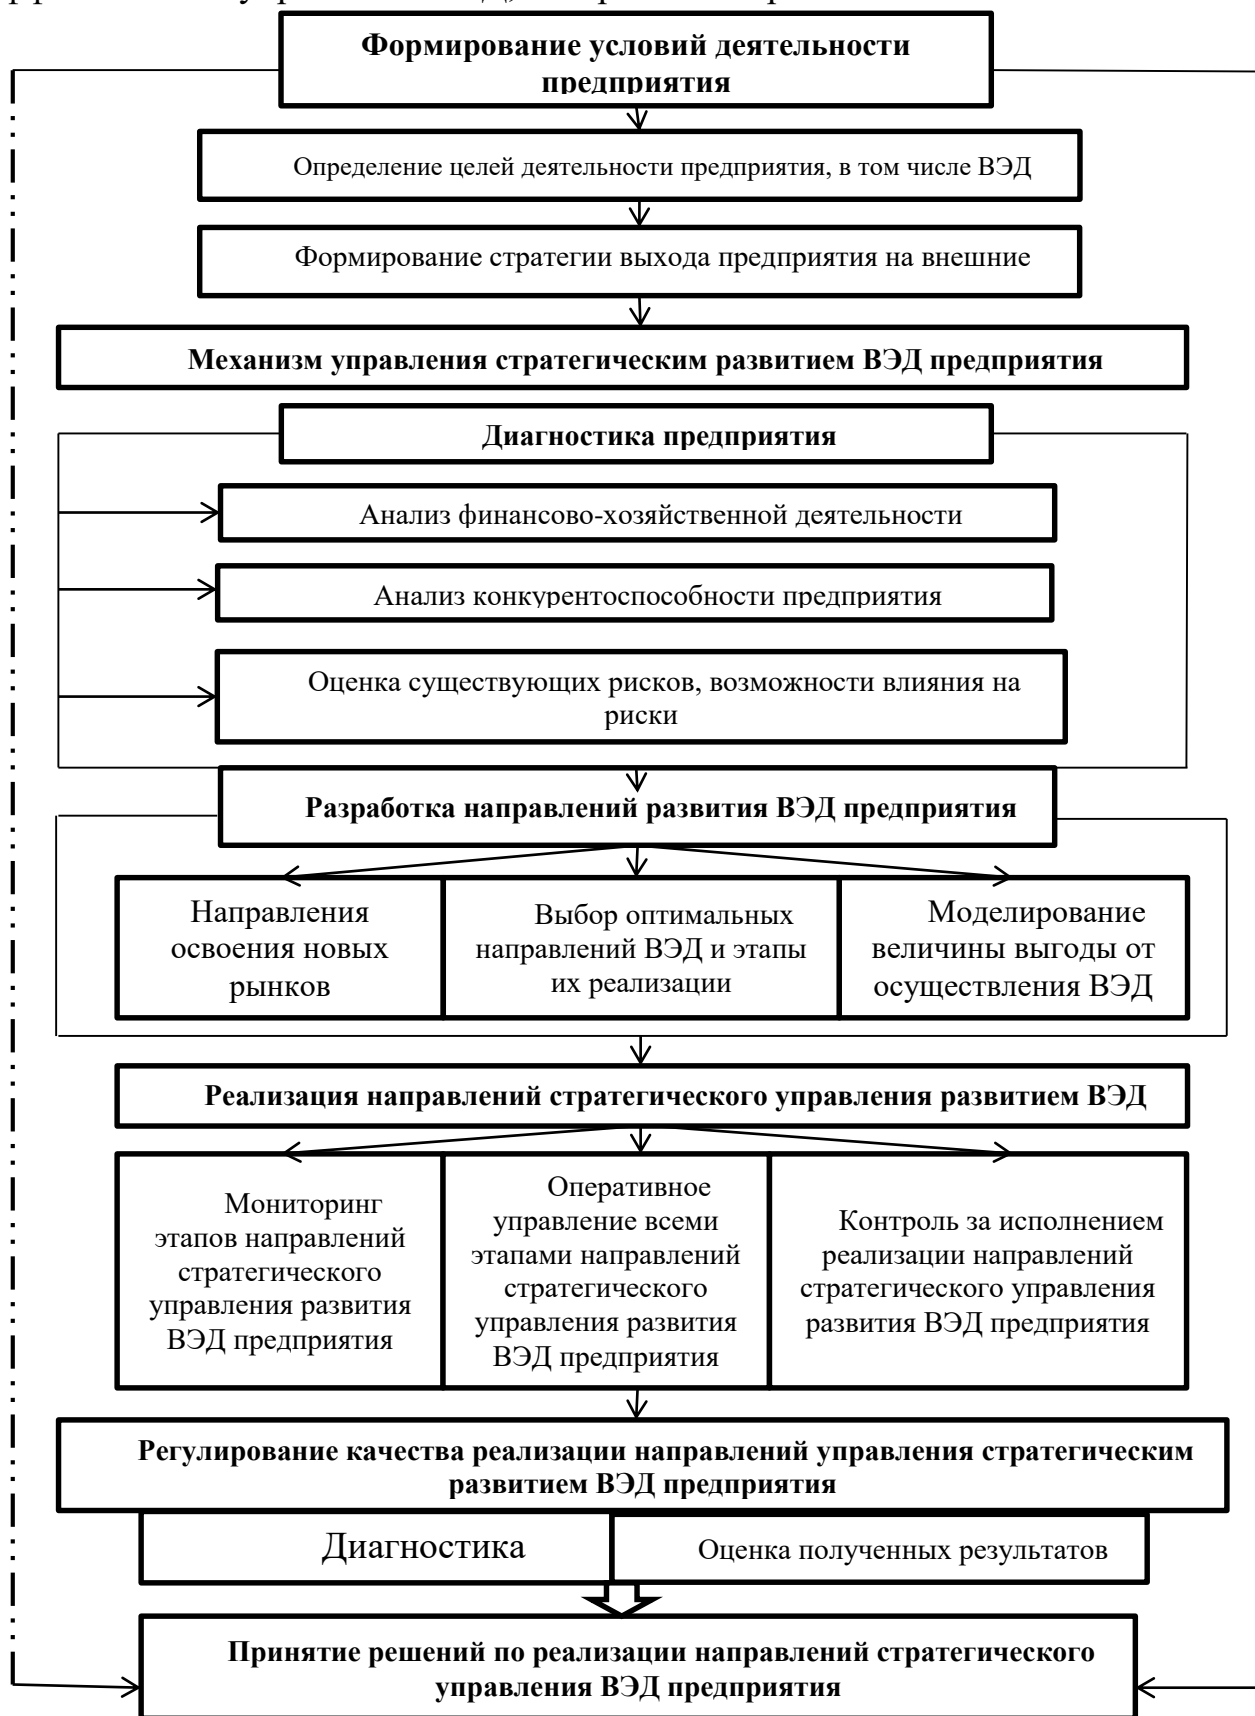 Формирование условий деятельности
предприятия
Определение целей деятельности предприятия, в том числе ВЭД
Формирование стратегии выхода предприятия на внешние
Механизм управления стратегическим развитием ВЭД предприятия
Диагностика предприятия
Анализ финансово-хозяйственной деятельности
Анализ конкурентоспособности предприятия
Оценка существующих рисков, возможности влияния на
риски
Разработка направлений развития ВЭД предприятия
Направления
освоения новых
рынков
Выбор оптимальных
направлений ВЭД и этапы
их реализации
Моделирование
величины выгоды от
осуществления ВЭД
Реализация направлений стратегического управления развитием ВЭД
Мониторинг
этапов направлений
стратегического
управления развития
ВЭД предприятия
Оперативное
управление всеми
этапами направлений
стратегического
управления развития
ВЭД предприятия
Контроль за исполнением
реализации направлений
стратегического управления
развития ВЭД предприятия
Регулирование качества реализации направлений управления стратегическим
развитием ВЭД предприятия
Диагностика
Оценка полученных результатов
Принятие решений по реализации направлений стратегического
управления ВЭД предприятия